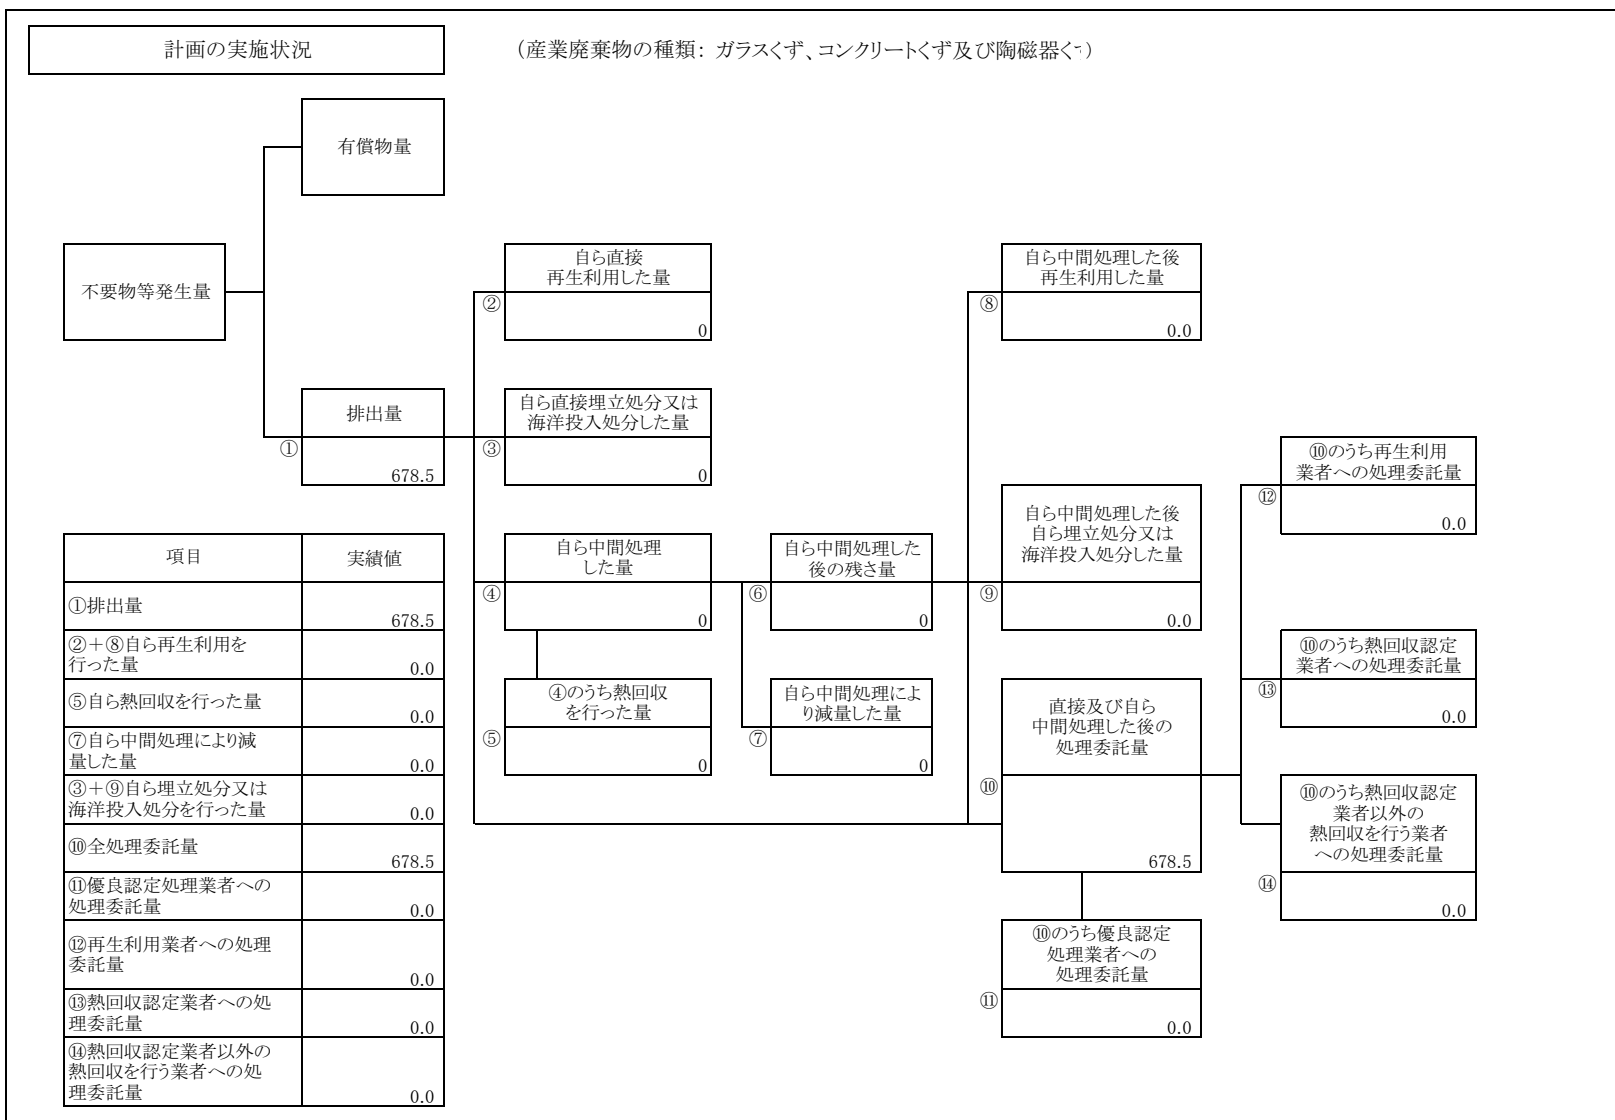 計画の実施状況
(産業廃棄物の種類: ガラスくず、コンクリートくず及び陶磁器く)
有償物量
不要物等発生量
自ら直接
再生利用した量
②
0
自ら中間処理した後
再生利用した量
⑧
0.0
排出量
①
678.5
自ら直接埋立処分又は
海洋投入処分した量
③
0
⑩のうち再生利用
業者への処理委託量
⑫
0.0
自ら中間処理した後
自ら埋立処分又は
海洋投入処分した量
⑨
0.0
自ら中間処理
した量
④
0
自ら中間処理した
後の残さ量
⑥
0
⑩のうち熱回収認定
業者への処理委託量
⑬
0.0
④のうち熱回収
を行った量
⑤
0
自ら中間処理によ
り減量した量
⑦
0
直接及び自ら
中間処理した後の
処理委託量
⑩
678.5
⑩のうち熱回収認定
業者以外の
熱回収を行う業者
への処理委託量
⑭
0.0
⑩のうち優良認定
処理業者への
処理委託量
⑪
0.0
項目 実績値
①排出量
678.5
②+⑧自ら再生利用を
行った量
0.0
⑤自ら熱回収を行った量
0.0
⑦自ら中間処理により減
量した量
0.0
③+⑨自ら埋立処分又は
海洋投入処分を行った量
0.0
⑩全処理委託量
678.5
⑪優良認定処理業者への
処理委託量
0.0
⑫再生利用業者への処理
委託量
0.0
⑬熱回収認定業者への処
理委託量
0.0
⑭熱回収認定業者以外の
熱回収を行う業者への処
理委託量
0.0